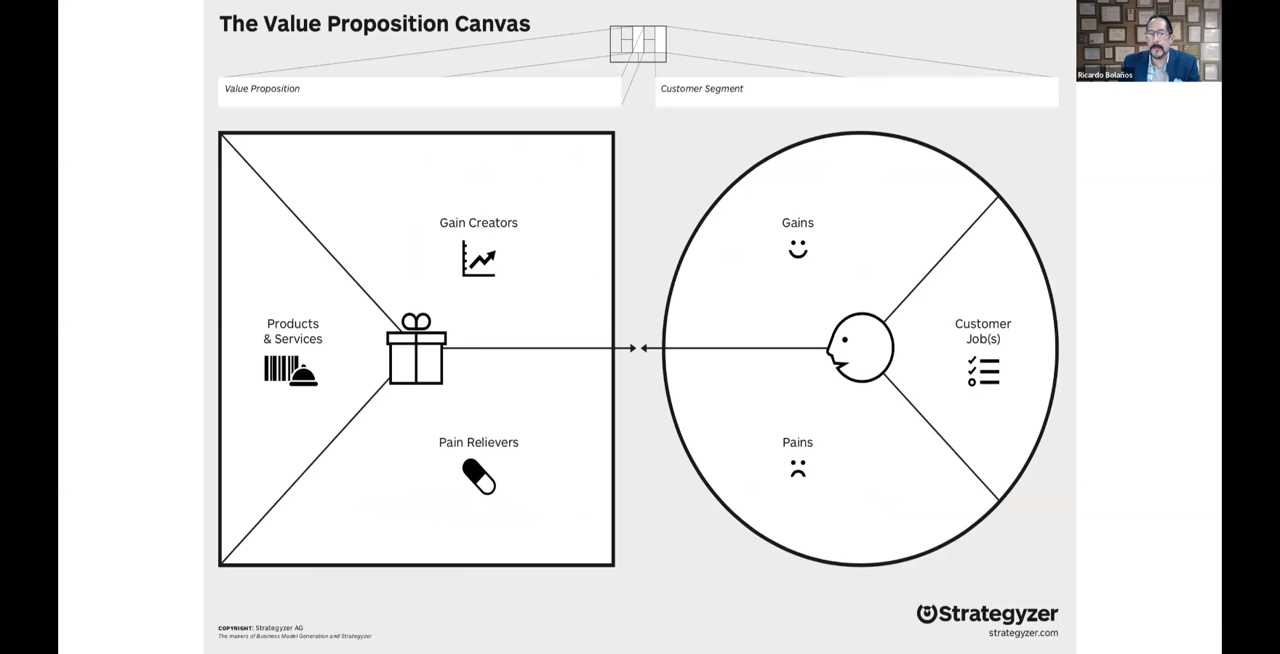 The Value Proposition Canvas
Ricardo Bolaños
Value Proposition
Customer Segment
Gain Creators
Gains
Products
& Services
Customer
Job(s)
Pain Relievers
Pains
COPYRIGHT: Strategyzer AG
The makers of Business Model Generation and Strategyzer
Strategyzer
strategyzer.com